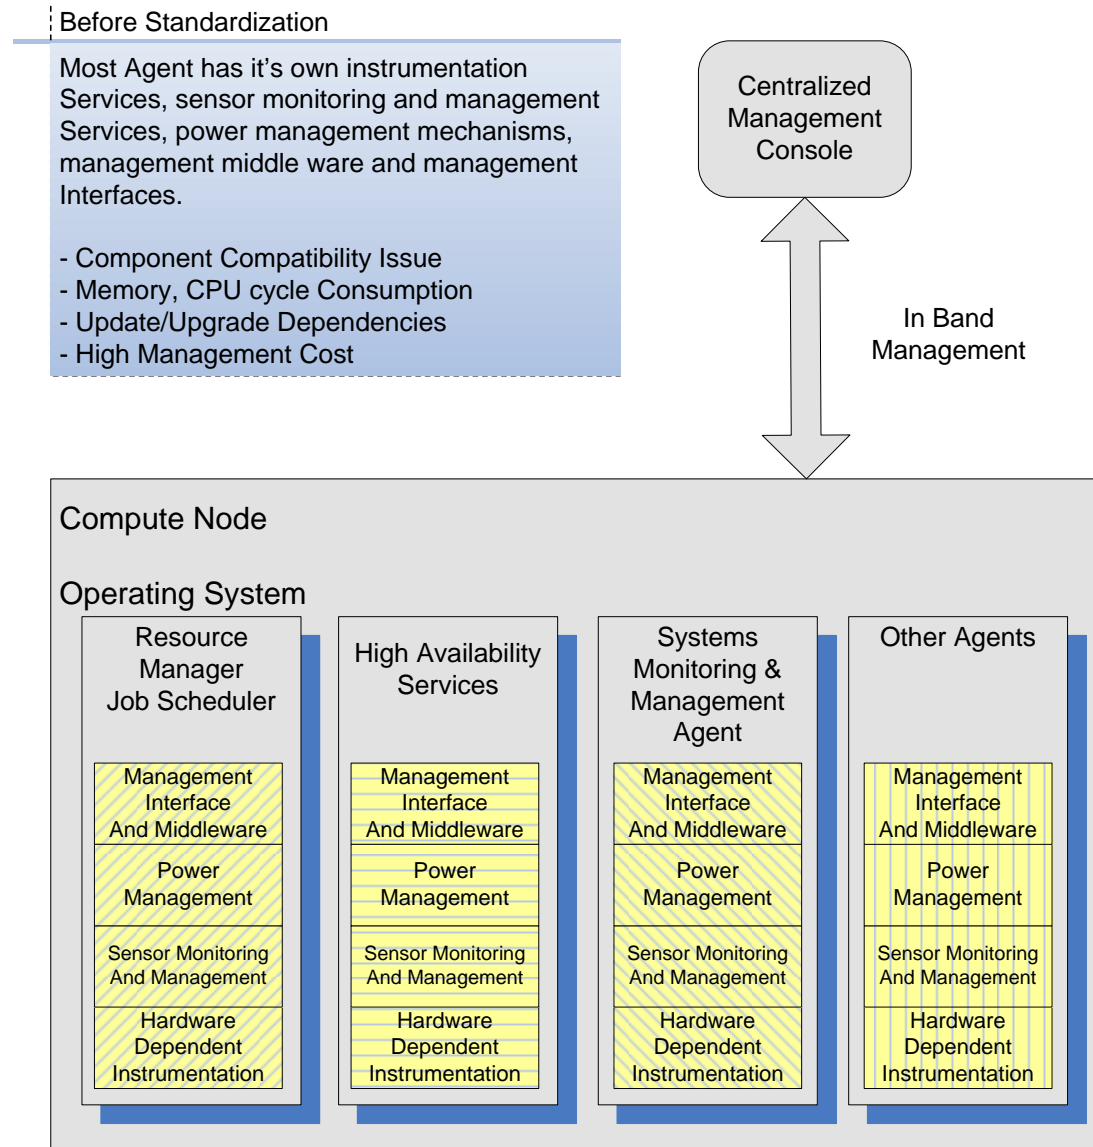 Before Standardization
Most Agent has it's own instrumentation
Services, sensor monitoring and management
Services, power management mechanisms,
management middle ware and management
Interfaces.
- Component Compatibility Issue
- Memory, CPU cycle Consumption
- Update/Upgrade Dependencies
- High Management Cost
Centralized
Management
Console
In Band
Management
Compute Node
Operating System
Resource
Manager
Job Scheduler
Management
Interface
And Middleware
Power
Management
Sensor Monitoring
And Management
Hardware
Dependent
Instrumentation
High Availability
Services
Management
Interface
And Middleware
Power
Management
Sensor Monitoring
And Management
Hardware
Dependent
Instrumentation
Systems
Monitoring &
Management
Agent
Management
Interface
And Middleware
Power
Management
Sensor Monitoring
And Management
Hardware
Dependent
Instrumentation
Other Agents
Management
Interface
And Middleware
Power
Management
Sensor Monitoring
And Management
Hardware
Dependent
Instrumentation